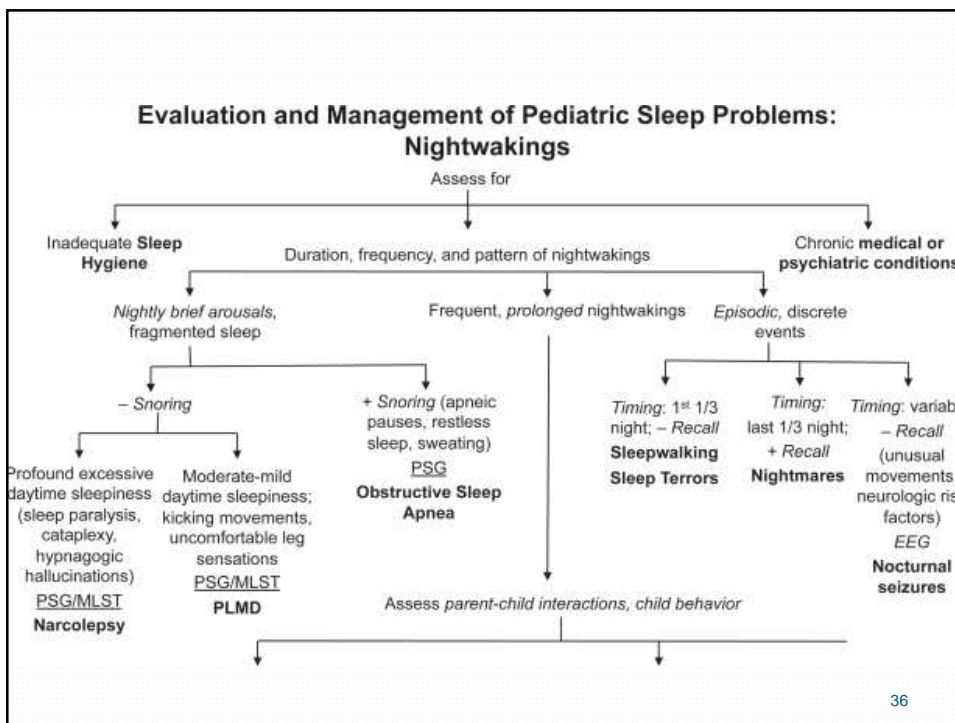 Evaluation and Management of Pediatric Sleep Problems:
Nightwakings
Assess for
Inadequate Sleep
Hygiene
Duration, frequency, and pattern of nightwakings
Chronic medical or
psychiatric conditions
Nightly brief arousals,
fragmented sleep
Frequent, prolonged nightwakings
Episodic, discrete
events
– Snoring
+ Snoring (apneic
pauses, restless
sleep, sweating)
PSG
Obstructive Sleep
Apnea
Timing: 1st 1/3
night; – Recall
Sleepwalking
Sleep Terrors
Timing:
last 1/3 night;
+ Recall
Nightmares
Timing: variab
– Recall
(unusual
movements,
neurologic ris
factors)
EEG
Nocturnal
seizures
Profound excessive
daytime sleepiness
(sleep paralysis,
cataplexy,
hypnagogic
hallucinations)
PSG/MLST
Narcolepsy
Moderate-mild
daytime sleepiness;
kicking movements,
uncomfortable leg
sensations
PSG/MLST
PLMD
Assess parent-child interactions, child behavior
36